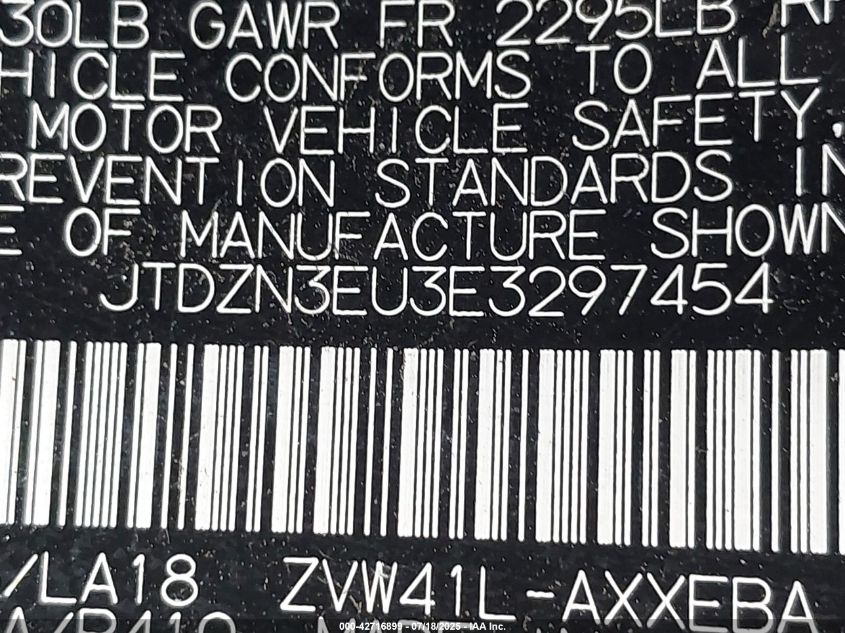 30LB GAWR FR 2295LB
HICLE CONFORMS TO ALL
MOTOR VEHICLE SAFETY,
REVENTION STANDARDS IN
E OF MANUFACTURE SHOWN
JTDZN3EU3E3297454
/LA18 ZVW41L-AXXEBA
000-42716899 - 07/18/2025 - IAA Inc.